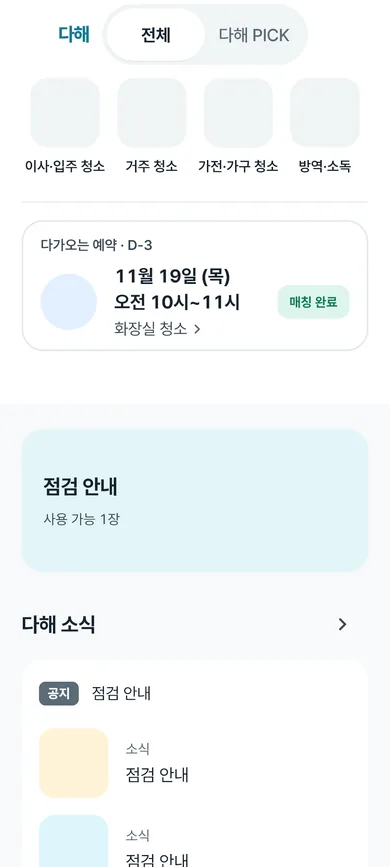 다해 전체 다해 PICK
이사·입주 청소 거주 청소 가전·가구 청소 방역·소독
다가오는 예약 · D-3
11월 19일 (목)
오전 10시~11시
매칭 완료
화장실 청소
점검 안내
사용 가능 1장
다해 소식
공지 점검 안내
소식
점검 안내
소식
점검 안내